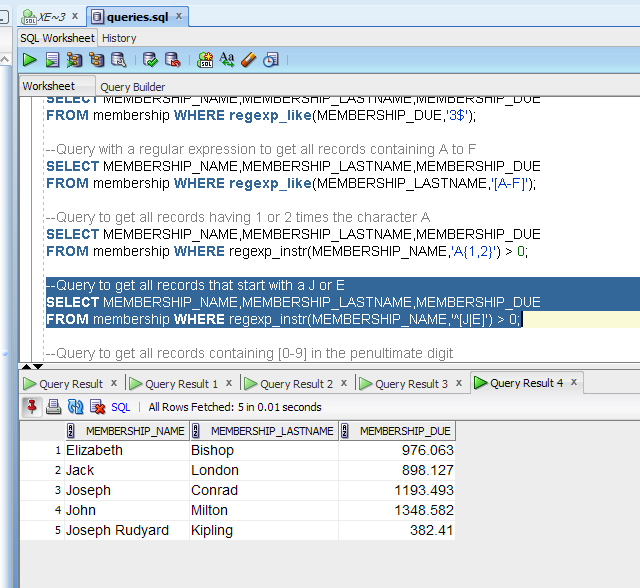 XE~3 x queries.sql x
SQL Worksheet History
Worksheet Query Builder
SELECT MEMBERSHIP_NAME,MEMBERSHIP_LASTNAME,MEMBERSHIP_DUE
FROM membership WHERE regexp_like(MEMBERSHIP_DUE,'3$');
--Query with a regular expression to get all records containing A to F
SELECT MEMBERSHIP_NAME,MEMBERSHIP_LASTNAME,MEMBERSHIP_DUE
FROM membership WHERE regexp_like(MEMBERSHIP_LASTNAME,'[A-F]');
--Query to get all records having 1 or 2 times the character A
SELECT MEMBERSHIP_NAME,MEMBERSHIP_LASTNAME,MEMBERSHIP_DUE
FROM membership WHERE regexp_instr(MEMBERSHIP_NAME,'A{1,2}') > 0;
--Query to get all records that start with a J or E
SELECT MEMBERSHIP_NAME,MEMBERSHIP_LASTNAME,MEMBERSHIP_DUE
FROM membership WHERE regexp_instr(MEMBERSHIP_NAME,'^[J|E]') > 0;
--Query to get all records containing [0-9] in the penultimate digit
Query Result x Query Result 1 x Query Result 2 x Query Result 3 x Query Result 4 x
SQL | All Rows Fetched: 5 in 0.01 seconds
MEMBERSHIP_NAME MEMBERSHIP_LASTNAME MEMBERSHIP_DUE
1 Elizabeth Bishop 976.063
2 Jack London 898.127
3 Joseph Conrad 1193.493
4 John Milton 1348.582
5 Joseph Rudyard Kipling 382.41